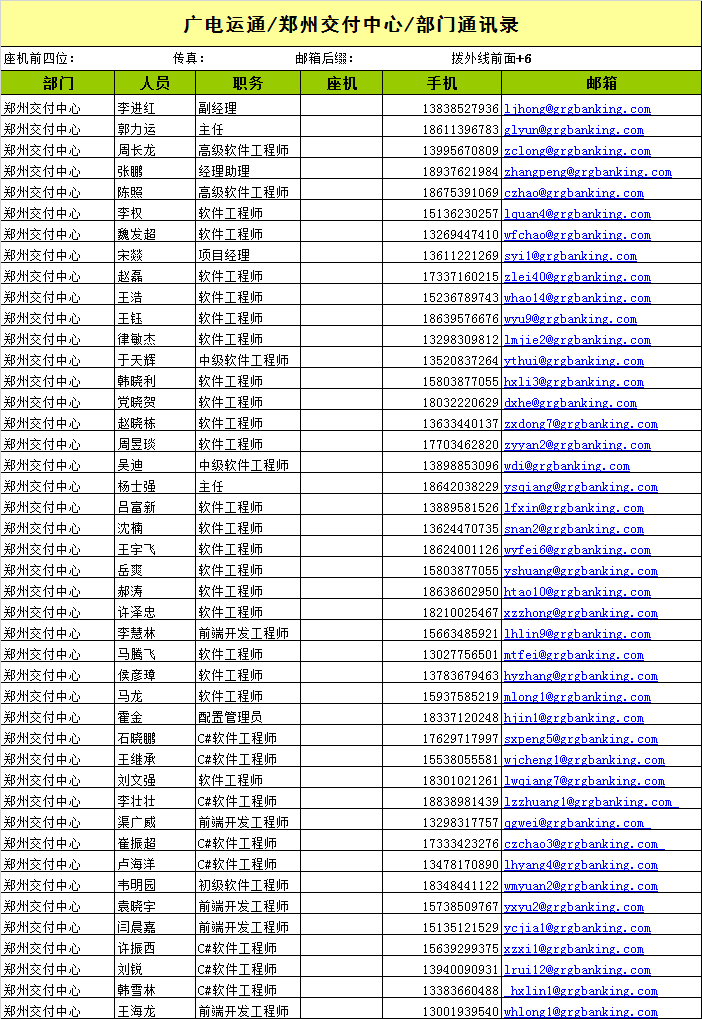 广电运通/郑州交付中心/部门通讯录
座机前四位： 传真： 邮箱后缀： 拨外线前面+6
部门 人员 职务 座机 手机 邮箱
郑州交付中心 李进红 副经理 13838527936 ljhong@grgbanking.com
郑州交付中心 郭力运 主任 18611396783 glyun@grgbanking.com
郑州交付中心 周长龙 高级软件工程师 13995670809 zclong@grgbanking.com
郑州交付中心 张鹏 经理助理 18937621984 zhangpeng@grgbanking.com
郑州交付中心 陈照 高级软件工程师 18675391069 czhao@grgbanking.com
郑州交付中心 李权 软件工程师 15136230257 lquan4@grgbanking.com
郑州交付中心 魏发超 软件工程师 13269447410 wfchao@grgbanking.com
郑州交付中心 宋燚 项目经理 13611221269 syi1@grgbanking.com
郑州交付中心 赵磊 软件工程师 17337160215 zlei40@grgbanking.com
郑州交付中心 王浩 软件工程师 15236789743 whao14@grgbanking.com
郑州交付中心 王钰 软件工程师 18639576676 wyu9@grgbanking.com
郑州交付中心 律敏杰 软件工程师 13298309812 lmjie2@grgbanking.com
郑州交付中心 于天辉 中级软件工程师 13520837264 ythui@grgbanking.com
郑州交付中心 韩晓利 软件工程师 15803877055 hxli3@grgbanking.com
郑州交付中心 党晓贺 软件工程师 18032220629 dxhe@grgbanking.com
郑州交付中心 赵晓栋 软件工程师 13633440137 zxdong7@grgbanking.com
郑州交付中心 周昱琰 软件工程师 17703462820 zyyan2@grgbanking.com
郑州交付中心 吴迪 中级软件工程师 13898853096 wdi@grgbanking.com
郑州交付中心 杨士强 主任 18642038229 ysqiang@grgbanking.com
郑州交付中心 吕富新 软件工程师 13889581526 lfxin@grgbanking.com
郑州交付中心 沈楠 软件工程师 13624470735 snan2@grgbanking.com
郑州交付中心 王宇飞 软件工程师 18624001126 wyfei6@grgbanking.com
郑州交付中心 岳爽 软件工程师 15803877055 yshuang@grgbanking.com
郑州交付中心 郝涛 软件工程师 18638602950 htao10@grgbanking.com
郑州交付中心 许泽忠 软件工程师 18210025467 xzzhong@grgbanking.com
郑州交付中心 李慧林 前端开发工程师 15663485921 lhlin9@grgbanking.com
郑州交付中心 马腾飞 软件工程师 13027756501 mtfei@grgbanking.com
郑州交付中心 侯彦璋 软件工程师 13783679463 hyzhang@grgbanking.com
郑州交付中心 马龙 软件工程师 15937585219 mlong1@grgbanking.com
郑州交付中心 霍金 配置管理员 18337120248 hjin1@grgbanking.com
郑州交付中心 石晓鹏 C#软件工程师 17629717997 sxpeng5@grgbanking.com
郑州交付中心 王继承 C#软件工程师 15538055581 wjcheng1@grgbanking.com
郑州交付中心 刘文强 软件工程师 18301021261 lwqiang7@grgbanking.com
郑州交付中心 李壮壮 C#软件工程师 18838981439 lzzhuang1@grgbanking.com
郑州交付中心 渠广威 前端开发工程师 13298317757 qgwei@grgbanking.com
郑州交付中心 崔振超 C#软件工程师 17333423276 czchao3@grgbanking.com
郑州交付中心 卢海洋 C#软件工程师 13478170890 lhyang4@grgbanking.com
郑州交付中心 韦明园 初级软件工程师 18348441122 wmyuan2@grgbanking.com
郑州交付中心 袁晓宇 前端开发工程师 15738509767 yxyu2@grgbanking.com
郑州交付中心 闫晨嘉 前端开发工程师 15135121529 ycjia1@grgbanking.com
郑州交付中心 许振西 C#软件工程师 15639299375 xzxi1@grgbanking.com
郑州交付中心 刘锐 C#软件工程师 13940090931 lrui12@grgbanking.com
郑州交付中心 韩雪林 C#软件工程师 13383660488 hxlin1@grgbanking.com
郑州交付中心 王海龙 前端开发工程师 13001939540 whlong1@grgbanking.com